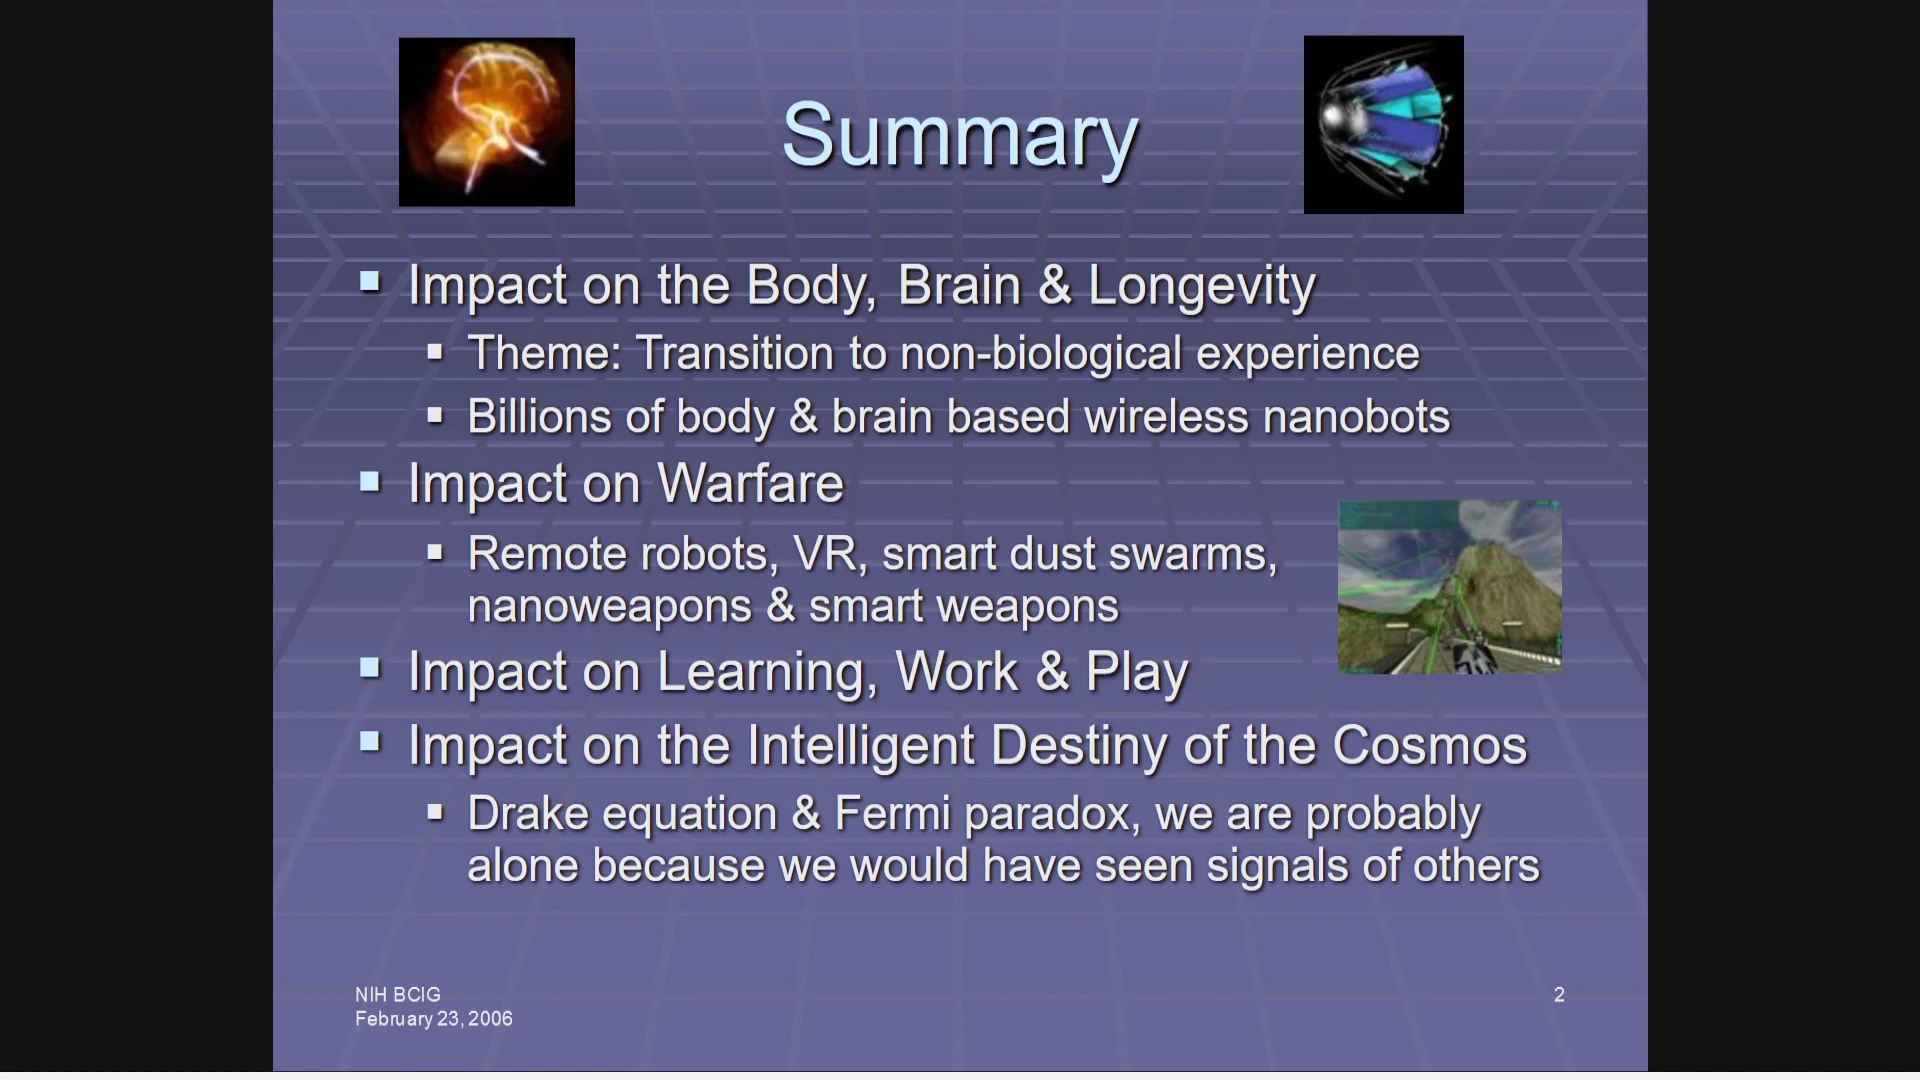 Summary
Impact on the Body, Brain & Longevity
Theme: Transition to non-biological experience
Billions of body & brain based wireless nanobots
Impact on Warfare
Remote robots, VR, smart dust swarms,
nanoweapons & smart weapons
Impact on Learning, Work & Play
Impact on the Intelligent Destiny of the Cosmos
Drake equation & Fermi paradox, we are probably
alone because we would have seen signals of others
NIH BCIG
February 23, 2006
2